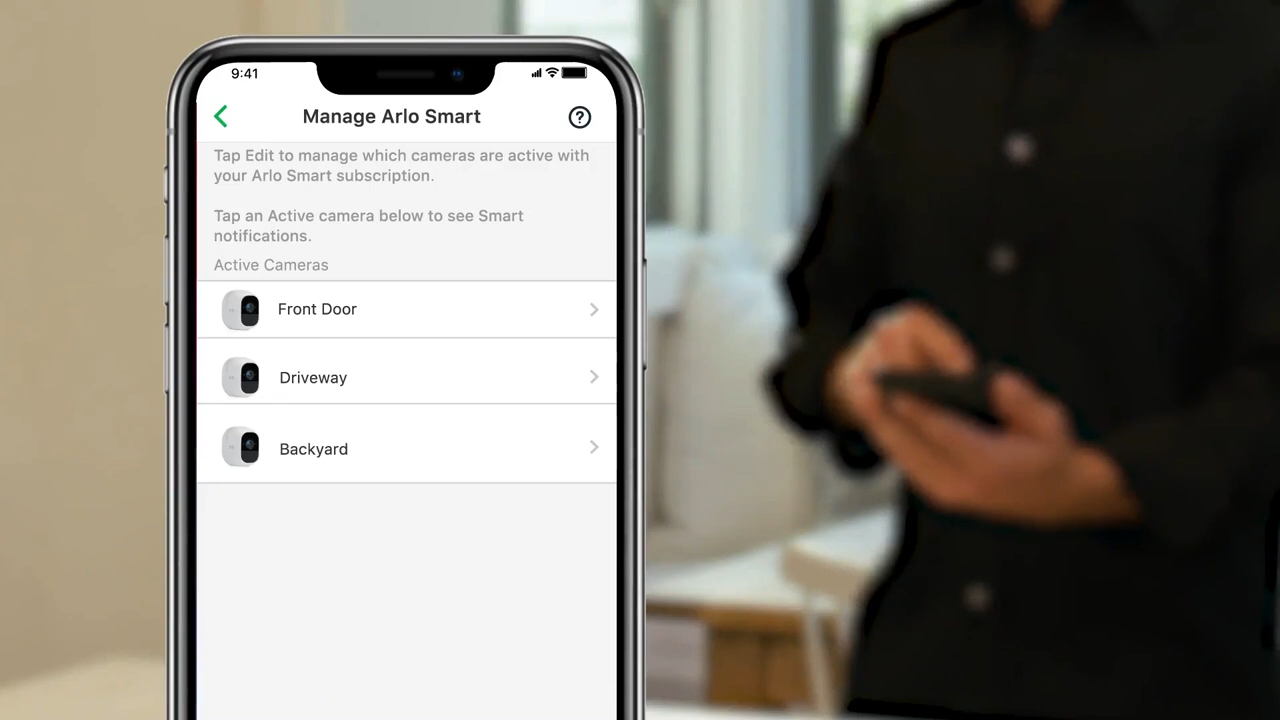 9:41
Manage Arlo Smart
Tap Edit to manage which cameras are active with
your Arlo Smart subscription.
Tap an Active camera below to see Smart
notifications.
Active Cameras
Front Door
Driveway
Backyard